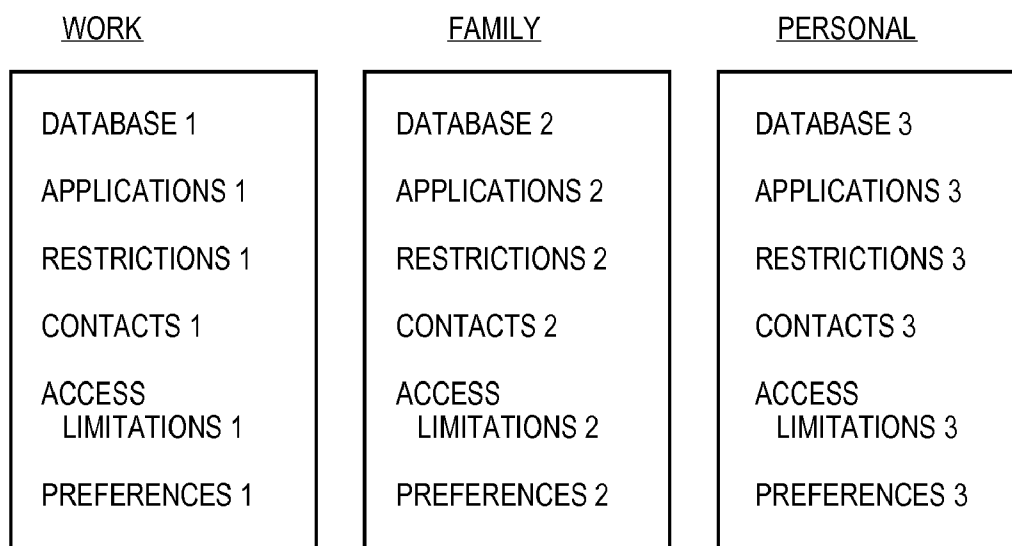 WORK
DATABASE 1
APPLICATIONS 1
RESTRICTIONS 1
CONTACTS 1
ACCESS
LIMITATIONS 1
PREFERENCES 1
FAMILY
DATABASE 2
APPLICATIONS 2
RESTRICTIONS 2
CONTACTS 2
ACCESS
LIMITATIONS 2
PREFERENCES 2
PERSONAL
DATABASE 3
APPLICATIONS 3
RESTRICTIONS 3
CONTACTS 3
ACCESS
LIMITATIONS 3
PREFERENCES 3